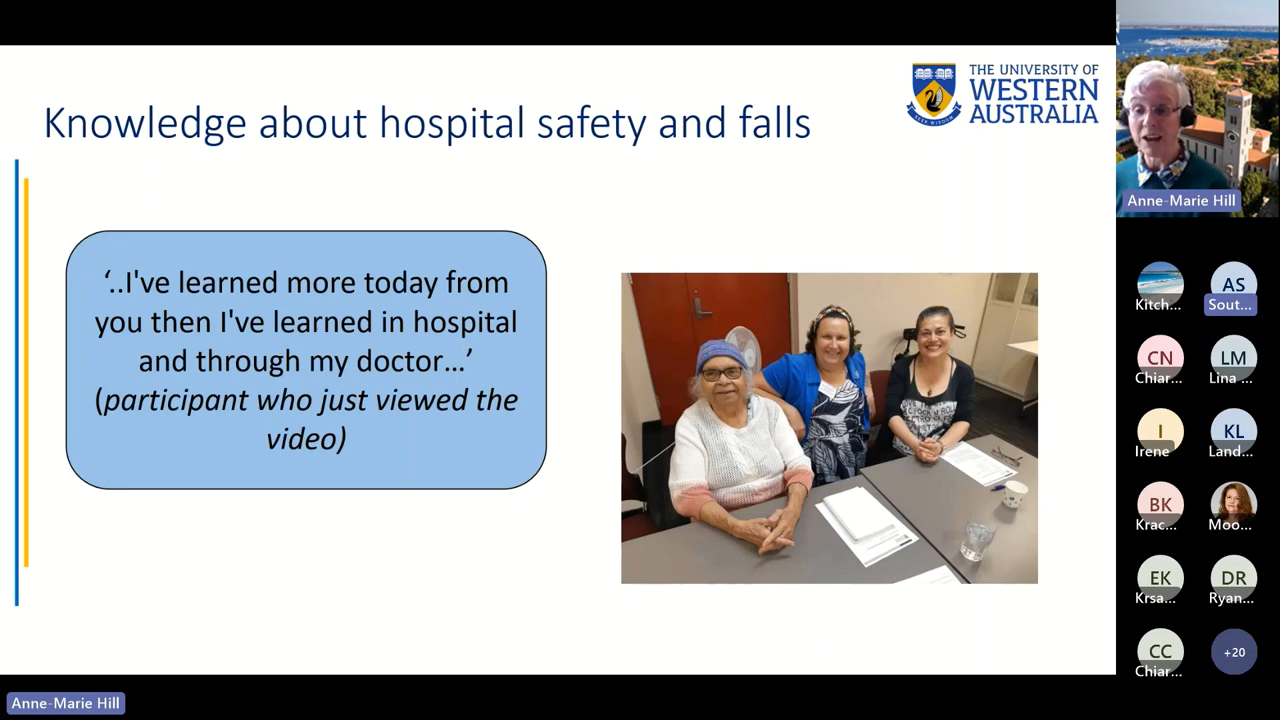 Knowledge about hospital safety and falls
THE UNIVERSITY OF
WESTERN
AUSTRALIA
SEEK WISDOM
‘..I've learned more today from
you then I've learned in hospital
and through my doctor…’
(participant who just viewed the
video)
Anne-Marie Hill
Kitch...
AS
Sout...
CN
Chiar...
LM
Lina ...
I
Irene
KL
Land...
BK
Krac...
Moo...
EK
Krsa...
DR
Ryan...
CC
Chiar...
+20
Anne-Marie Hill